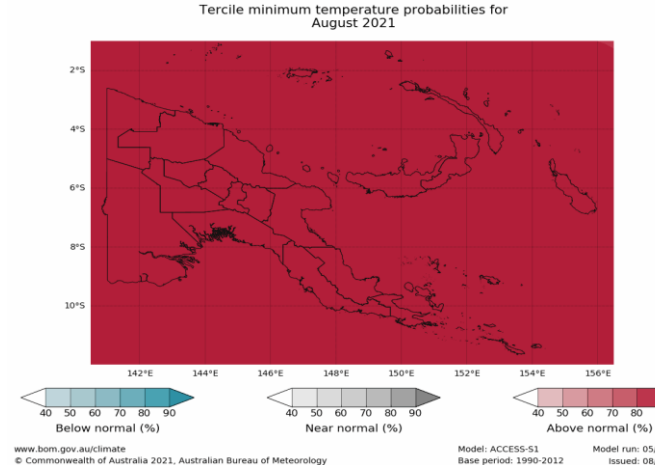 Tercile minimum temperature probabilities for
August 2021
2°S
4°S
6°S
8°S
10°S
142°E 144°E 146°E 148°E 150°E 152°E 154°E 156°E
40 50 60 70 80 90
Below normal (%)
40 50 60 70 80 90
Near normal (%)
40 50 60 70 80
Above normal (%)
www.bom.gov.au/climate
© Commonwealth of Australia 2021, Australian Bureau of Meteorology
Model: ACCESS-S1
Base period: 1990-2012
Model run: 05/
Issued: 08/